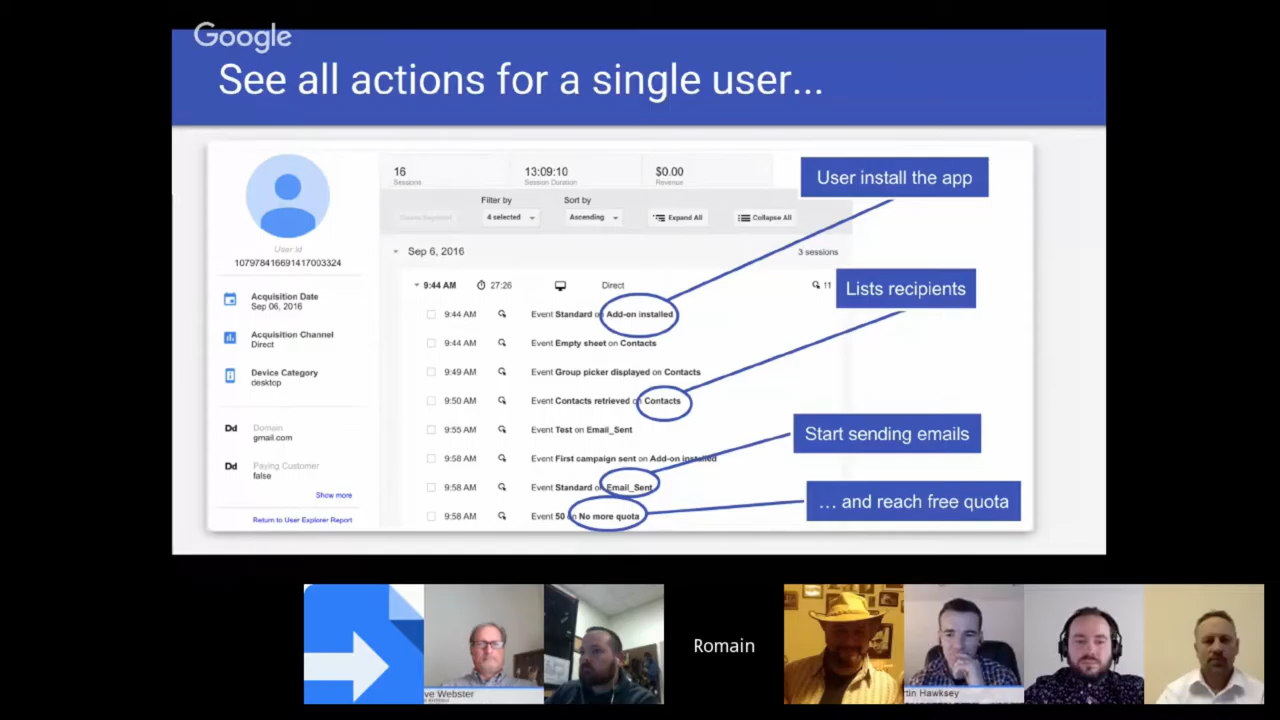 Google
See all actions for a single user...
User Id
107978416691417003324
Acquisition Date
Sep 06, 2016
Acquisition Channel
Direct
Device Category
desktop
Dd Domain
gmail.com
Dd Paying Customer
false
Show more
Return to User Explorer Report
16 13:09:10 $0.00
Sessions Session Duration Revenue
Filter by Sort by
4 selected Ascending Expand All Collapse All
Sep 6, 2016 3 sessions
9:44 AM 27:26 Direct 11
9:44 AM Event Standard on Add-on installed
9:44 AM Event Empty sheet on Contacts
9:49 AM Event Group picker displayed on Contacts
9:50 AM Event Contacts retrieved on Contacts
9:55 AM Event Test on Email_Sent
9:58 AM Event First campaign sent on Add-on installed
9:58 AM Event Standard on Email_Sent
9:58 AM Event 50 on No more quota
User install the app
Lists recipients
Start sending emails
... and reach free quota
ve Webster
Romain
tin Hawksey